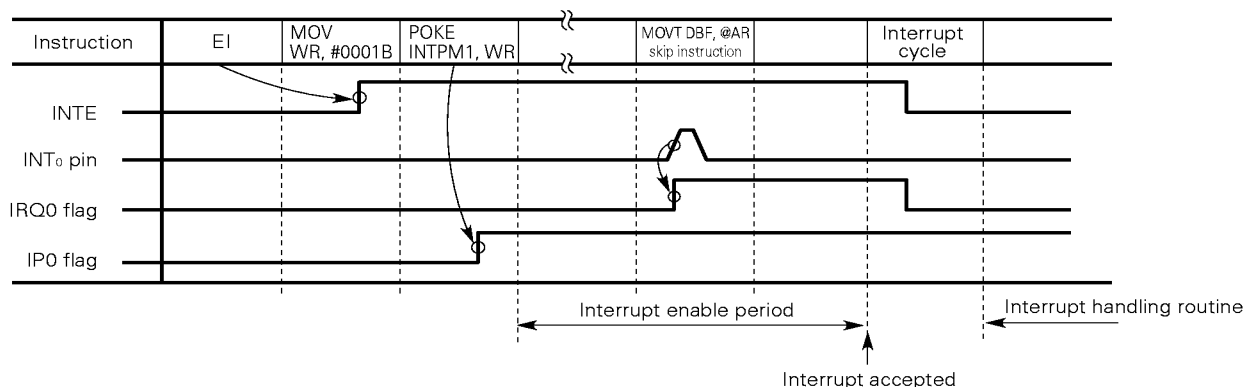 Instruction
EI
MOV
WR, #0001B
POKE
INTPM1, WR
MOVT DBF, @AR
skip instruction
Interrupt
cycle
INTE
INT₀ pin
IRQ0 flag
IP0 flag
Interrupt enable period
Interrupt handling routine
Interrupt accepted